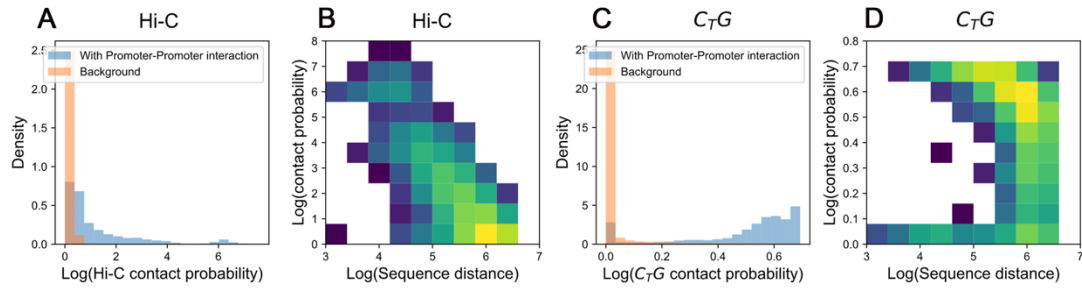 A
Hi-C
2.5
2.0
1.5
1.0
0.5
0.0
Density
With Promoter-Promoter interaction
Background
0
2
4
6
Log(Hi-C contact probability)
B
Hi-C
8
7
6
5
4
3
2
1
0
Log(contact probability)
3
4
5
6
7
Log(Sequence distance)
C
C_TG
25
20
15
10
5
0
Density
With Promoter-Promoter interaction
Background
0.0
0.2
0.4
0.6
Log(C_TG contact probability)
D
C_TG
0.8
0.7
0.6
0.5
0.4
0.3
0.2
0.1
0.0
Log(contact probability)
3
4
5
6
7
Log(Sequence distance)